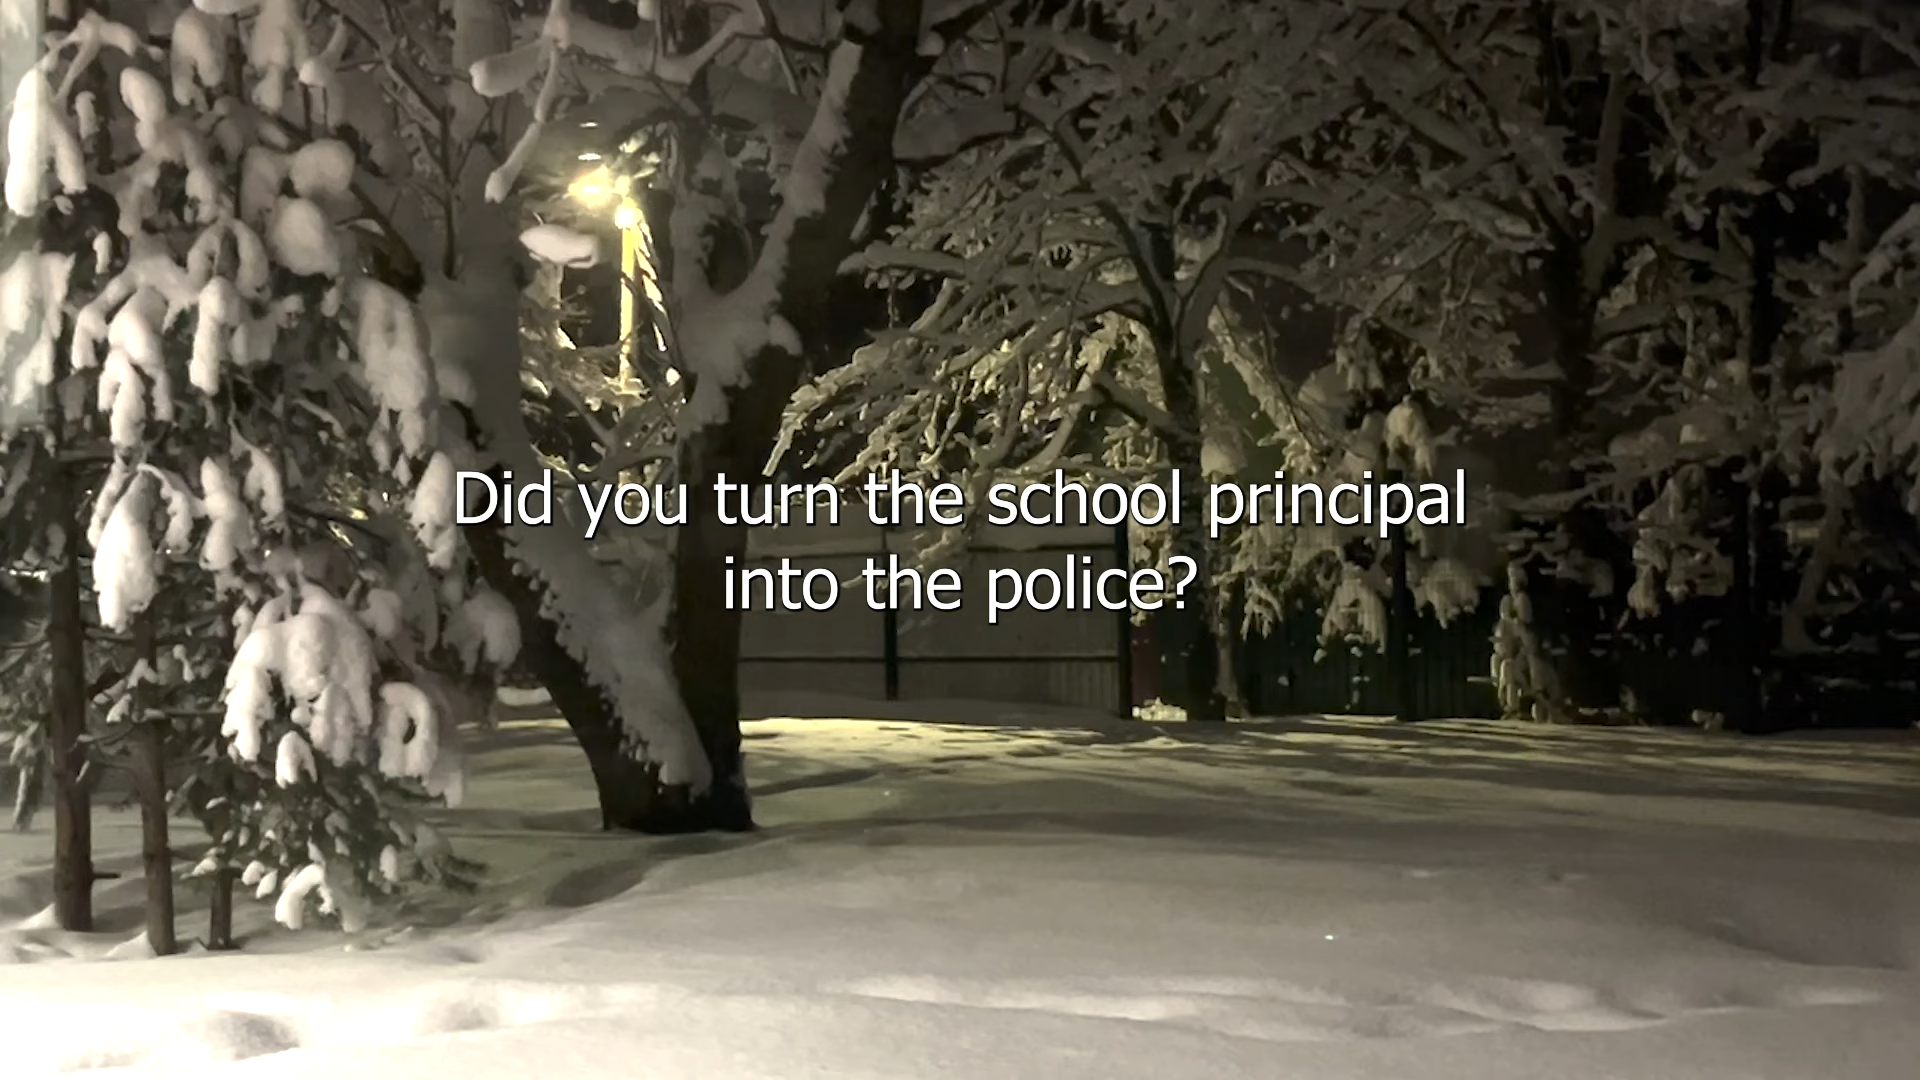 Did you turn the school principal
into the police?